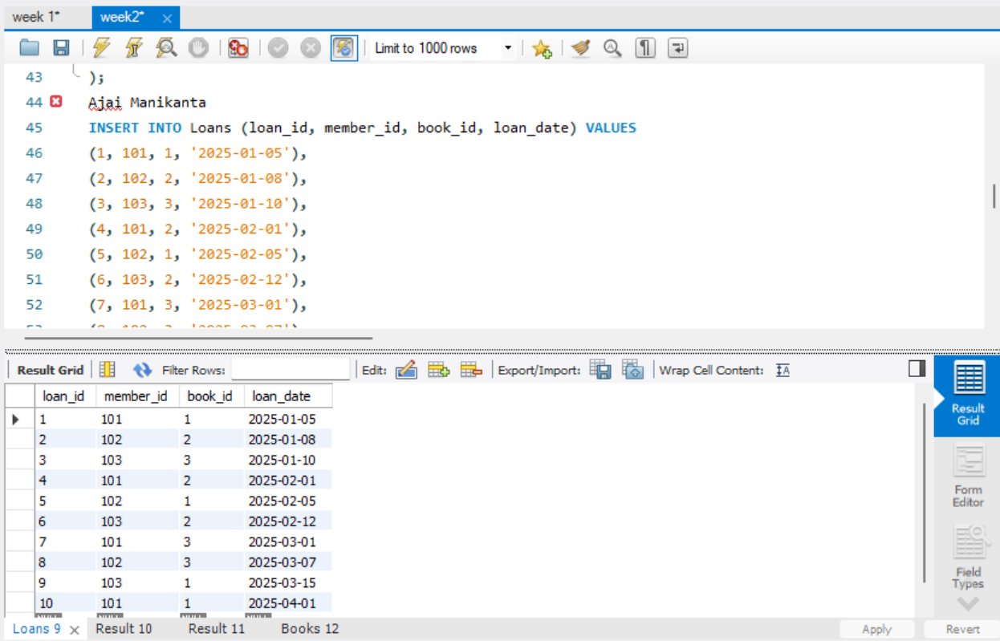 week 1*
week2*
Limit to 1000 rows
43 );
44 Ajai Manikanta
45 INSERT INTO Loans (loan_id, member_id, book_id, loan_date) VALUES
46 (1, 101, 1, '2025-01-05'),
47 (2, 102, 2, '2025-01-08'),
48 (3, 103, 3, '2025-01-10'),
49 (4, 101, 2, '2025-02-01'),
50 (5, 102, 1, '2025-02-05'),
51 (6, 103, 2, '2025-02-12'),
52 (7, 101, 3, '2025-03-01'),
Result Grid Filter Rows: Edit: Export/Import: Wrap Cell Content:
loan_id member_id book_id loan_date
1 101 1 2025-01-05
2 102 2 2025-01-08
3 103 3 2025-01-10
4 101 2 2025-02-01
5 102 1 2025-02-05
6 103 2 2025-02-12
7 101 3 2025-03-01
8 102 3 2025-03-07
9 103 1 2025-03-15
10 101 1 2025-04-01
Result
Grid
Form
Editor
Field
Types
Loans 9 Result 10 Result 11 Books 12 Apply Revert